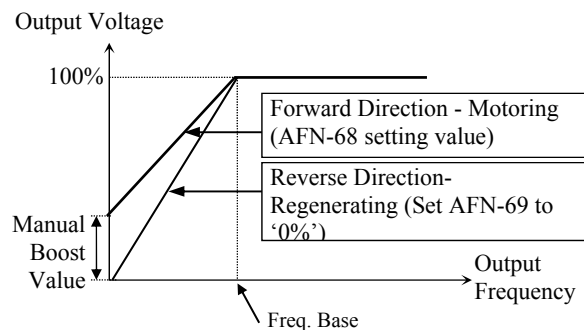 Output Voltage
100%
Forward Direction - Motoring
(AFN-68 setting value)
Reverse Direction-
Regenerating (Set AFN-69 to
‘0%’)
Manual
Boost
Value
Output
Frequency
Freq. Base